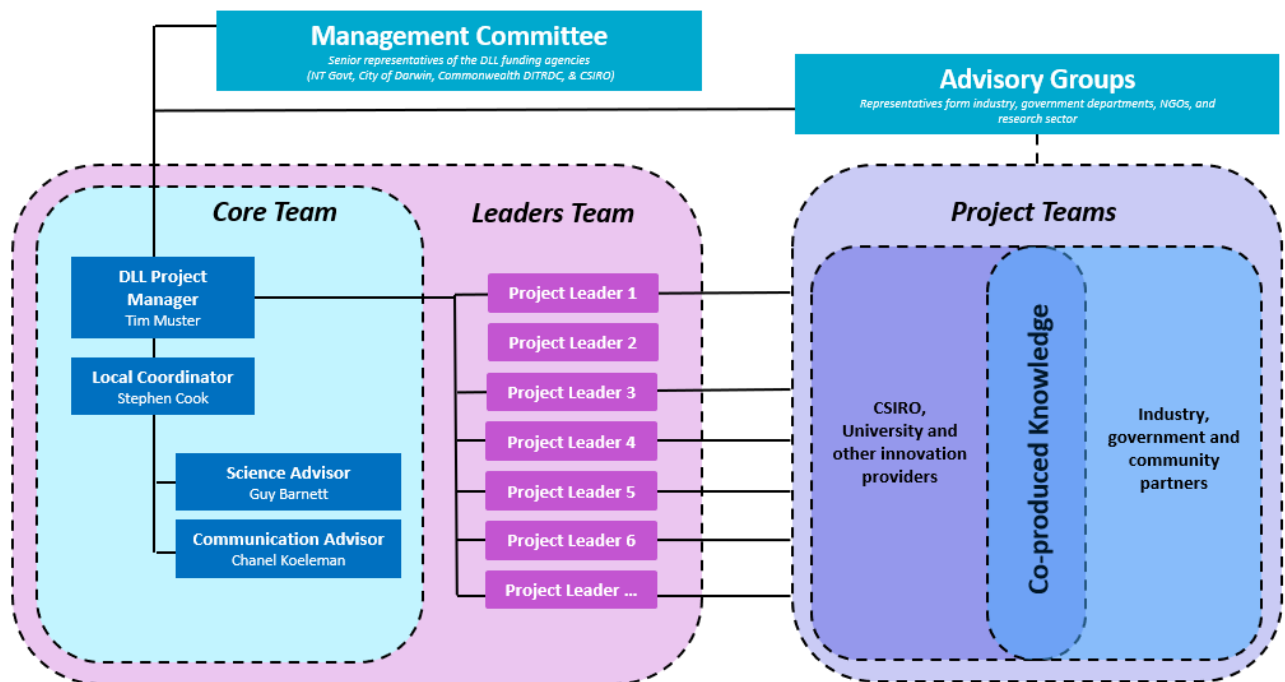 Management Committee
Senior representatives of the DLL funding agencies
(NT Govt, City of Darwin, Commonwealth DITRDC, & CSIRO)
Advisory Groups
Representatives form industry, government departments, NGOs, and
research sector
Core Team
Leaders Team
Project Teams
DLL Project
Manager
Tim Muster
Local Coordinator
Stephen Cook
Science Advisor
Guy Barnett
Communication Advisor
Chanel Koeleman
Project Leader 1
Project Leader 2
Project Leader 3
Project Leader 4
Project Leader 5
Project Leader 6
Project Leader ...
CSIRO,
University and
other innovation
providers
Co-produced Knowledge
Industry,
government and
community
partners